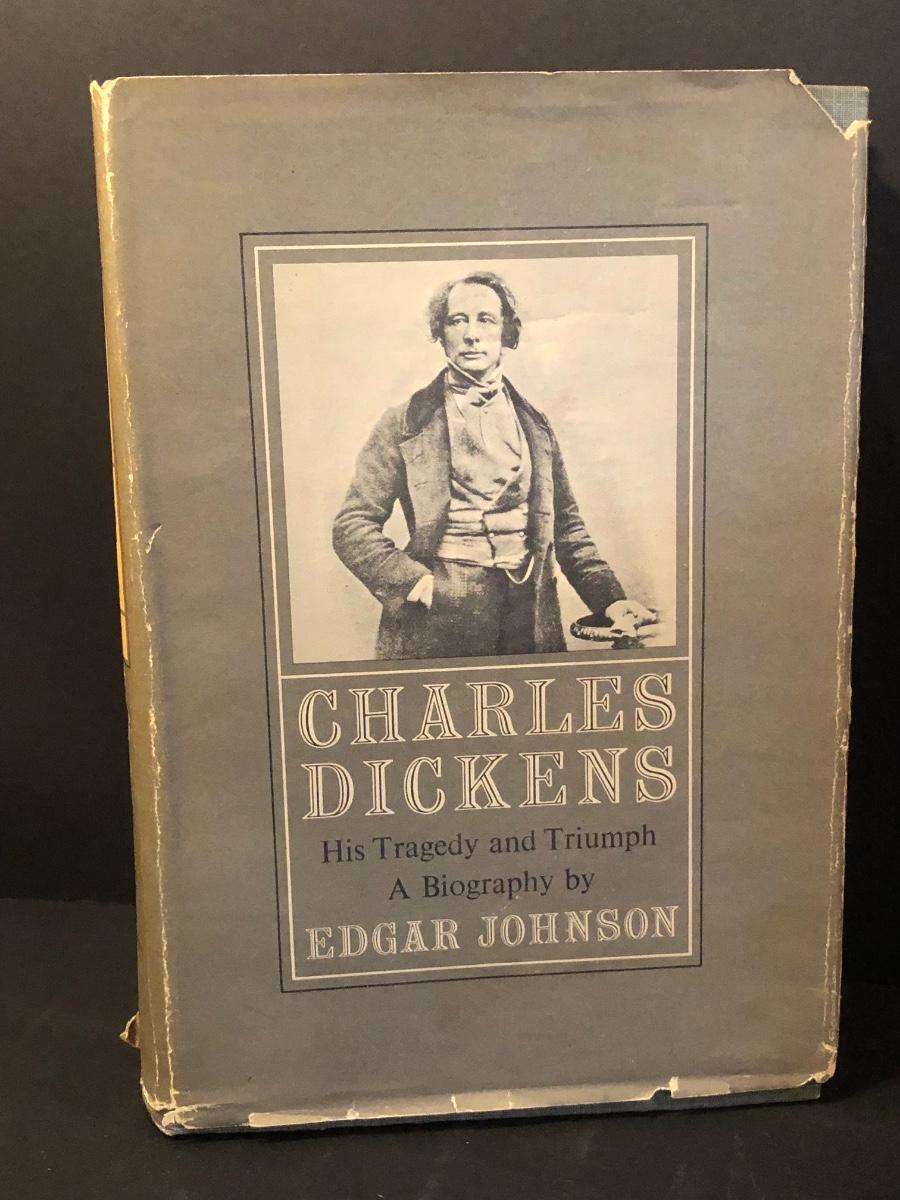 CHARLES
DICKENS
His Tragedy and Triumph
A Biography by
EDGAR JOHNSON